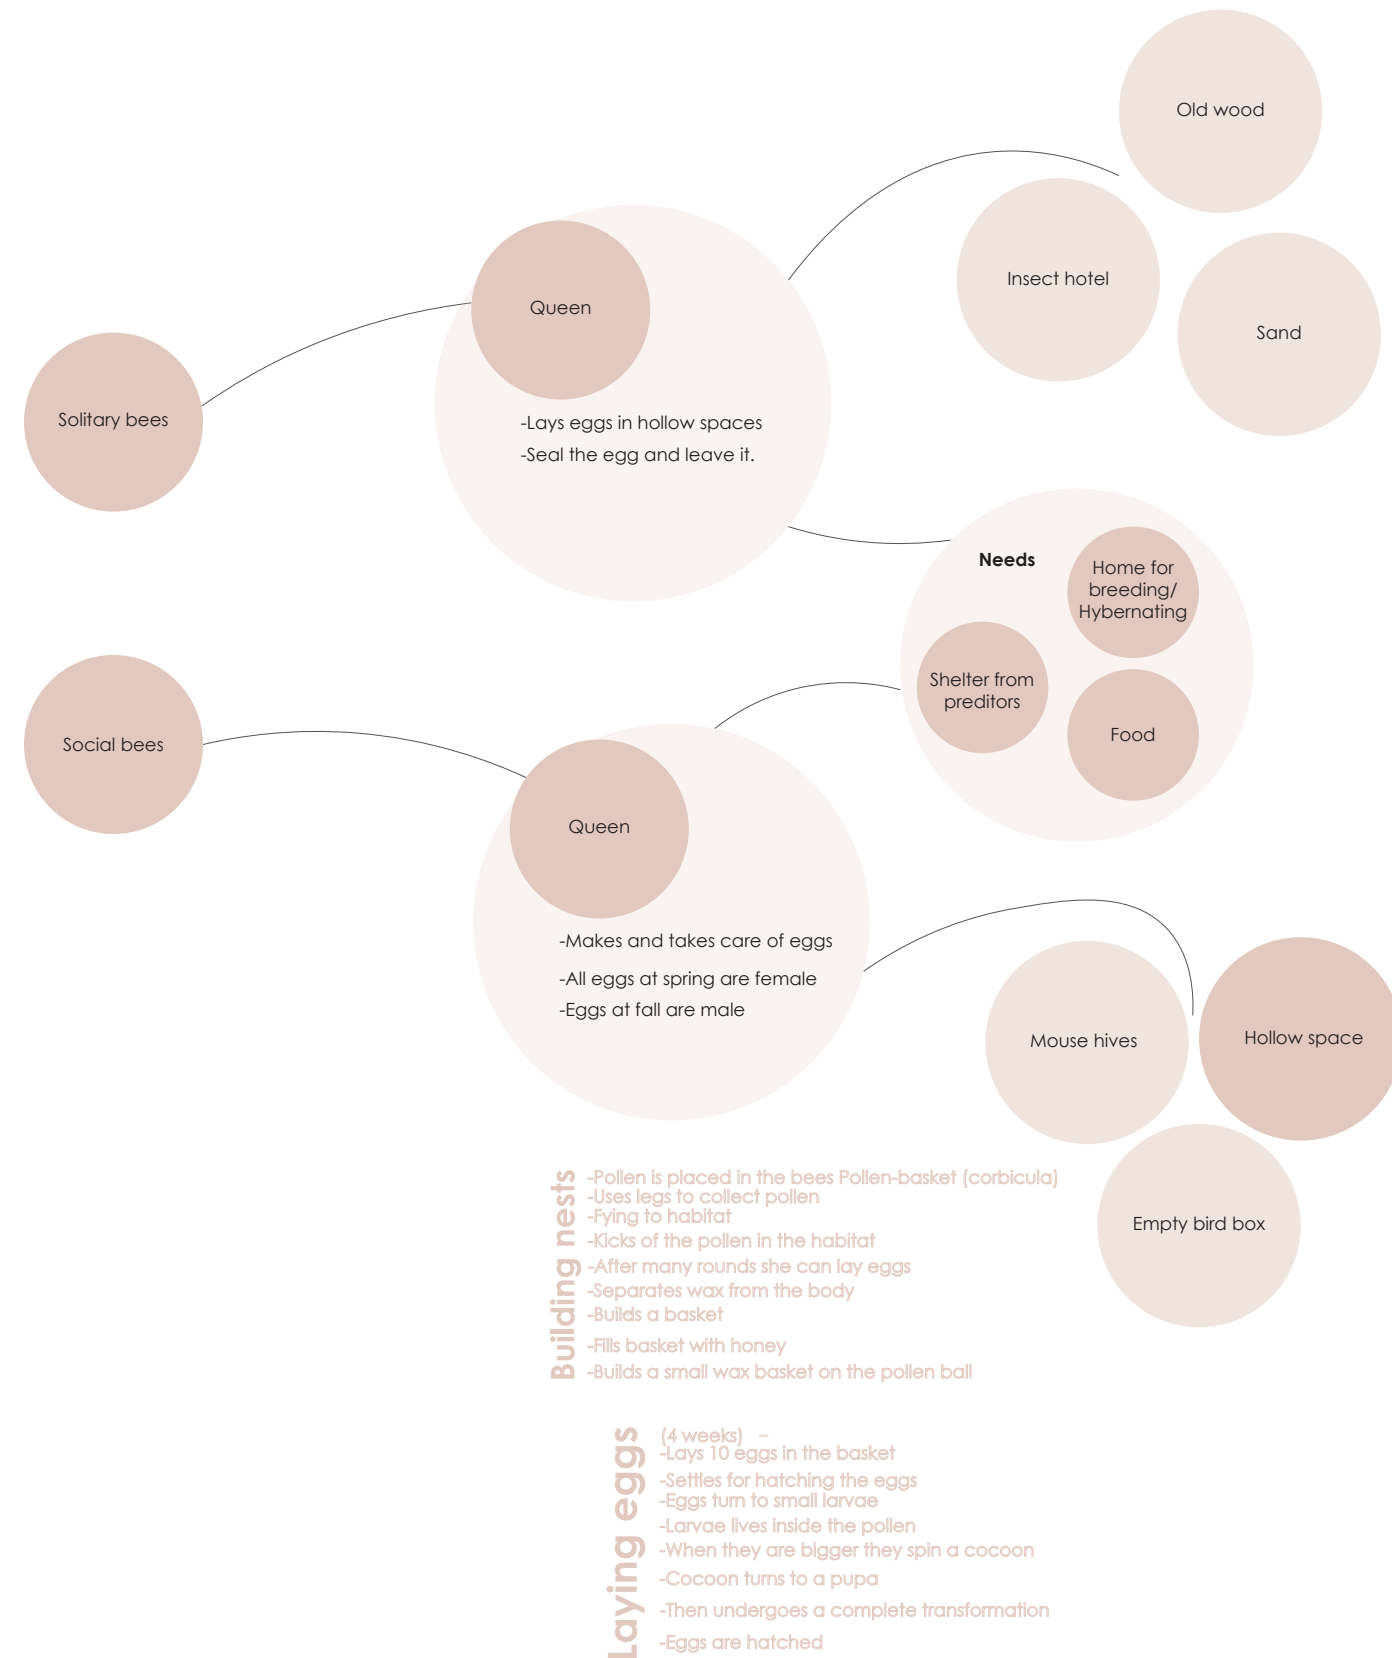 Old wood
Insect hotel
Sand
Queen
Solitary bees
-Lays eggs in hollow spaces
-Seal the egg and leave it.
Needs
Home for
breeding/
Hybernating
Shelter from
preditors
Food
Social bees
Queen
-Makes and takes care of eggs
-All eggs at spring are female
-Eggs at fall are male
Mouse hives
Hollow space
Empty bird box
Building nests
-Pollen is placed in the bees Pollen-basket (corbicula)
-Uses legs to collect pollen
-Fying to habitat
-Kicks of the pollen in the habitat
-After many rounds she can lay eggs
-Separates wax from the body
-Builds a basket
-Fills basket with honey
-Builds a small wax basket on the pollen ball
Laying eggs
(4 weeks) -
-Lays 10 eggs in the basket
-Settles for hatching the eggs
-Eggs turn to small larvae
-Larvae lives inside the pollen
-When they are bigger they spin a cocoon
-Cocoon turns to a pupa
-Then undergoes a complete transformation
-Eggs are hatched